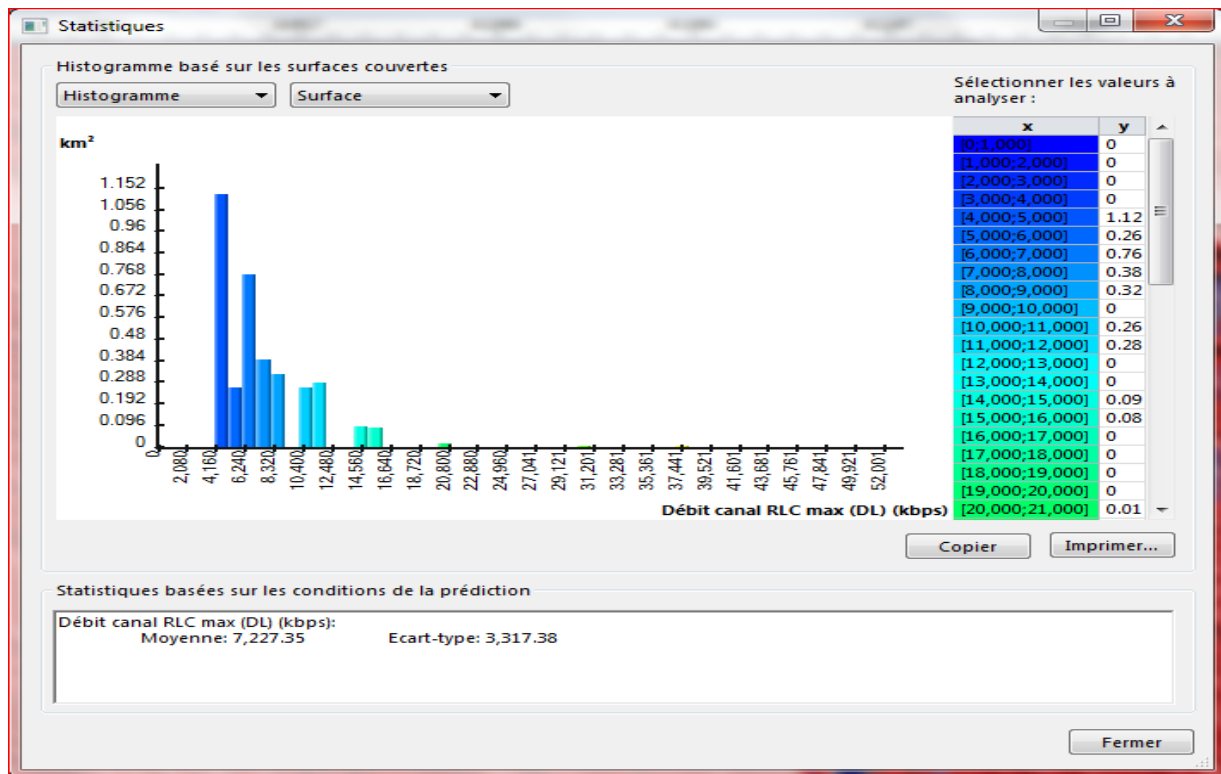 Statistiques
Histogramme basé sur les surfaces couvertes
Histogramme
Surface
Sélectionner les valeurs à
analyser :
km²
1.152
1.056
0.96
0.864
0.768
0.672
0.576
0.48
0.384
0.288
0.192
0.096
0
0 2,080 4,160 6,240 8,320 10,400 12,480 14,560 16,640 18,720 20,800 22,880 24,960 27,041 29,121 31,201 33,281 35,361 37,441 39,521 41,601 43,681 45,761 47,841 49,921 52,001
Débit canal RLC max (DL) (kbps)
x y
[0;1,000] 0
[1,000;2,000] 0
[2,000;3,000] 0
[3,000;4,000] 0
[4,000;5,000] 1.12
[5,000;6,000] 0.26
[6,000;7,000] 0.76
[7,000;8,000] 0.38
[8,000;9,000] 0.32
[9,000;10,000] 0
[10,000;11,000] 0.26
[11,000;12,000] 0.28
[12,000;13,000] 0
[13,000;14,000] 0
[14,000;15,000] 0.09
[15,000;16,000] 0.08
[16,000;17,000] 0
[17,000;18,000] 0
[18,000;19,000] 0
[19,000;20,000] 0
[20,000;21,000] 0.01
Copier
Imprimer...
Statistiques basées sur les conditions de la prédiction
Débit canal RLC max (DL) (kbps):
Moyenne: 7,227.35 Ecart-type: 3,317.38
Fermer